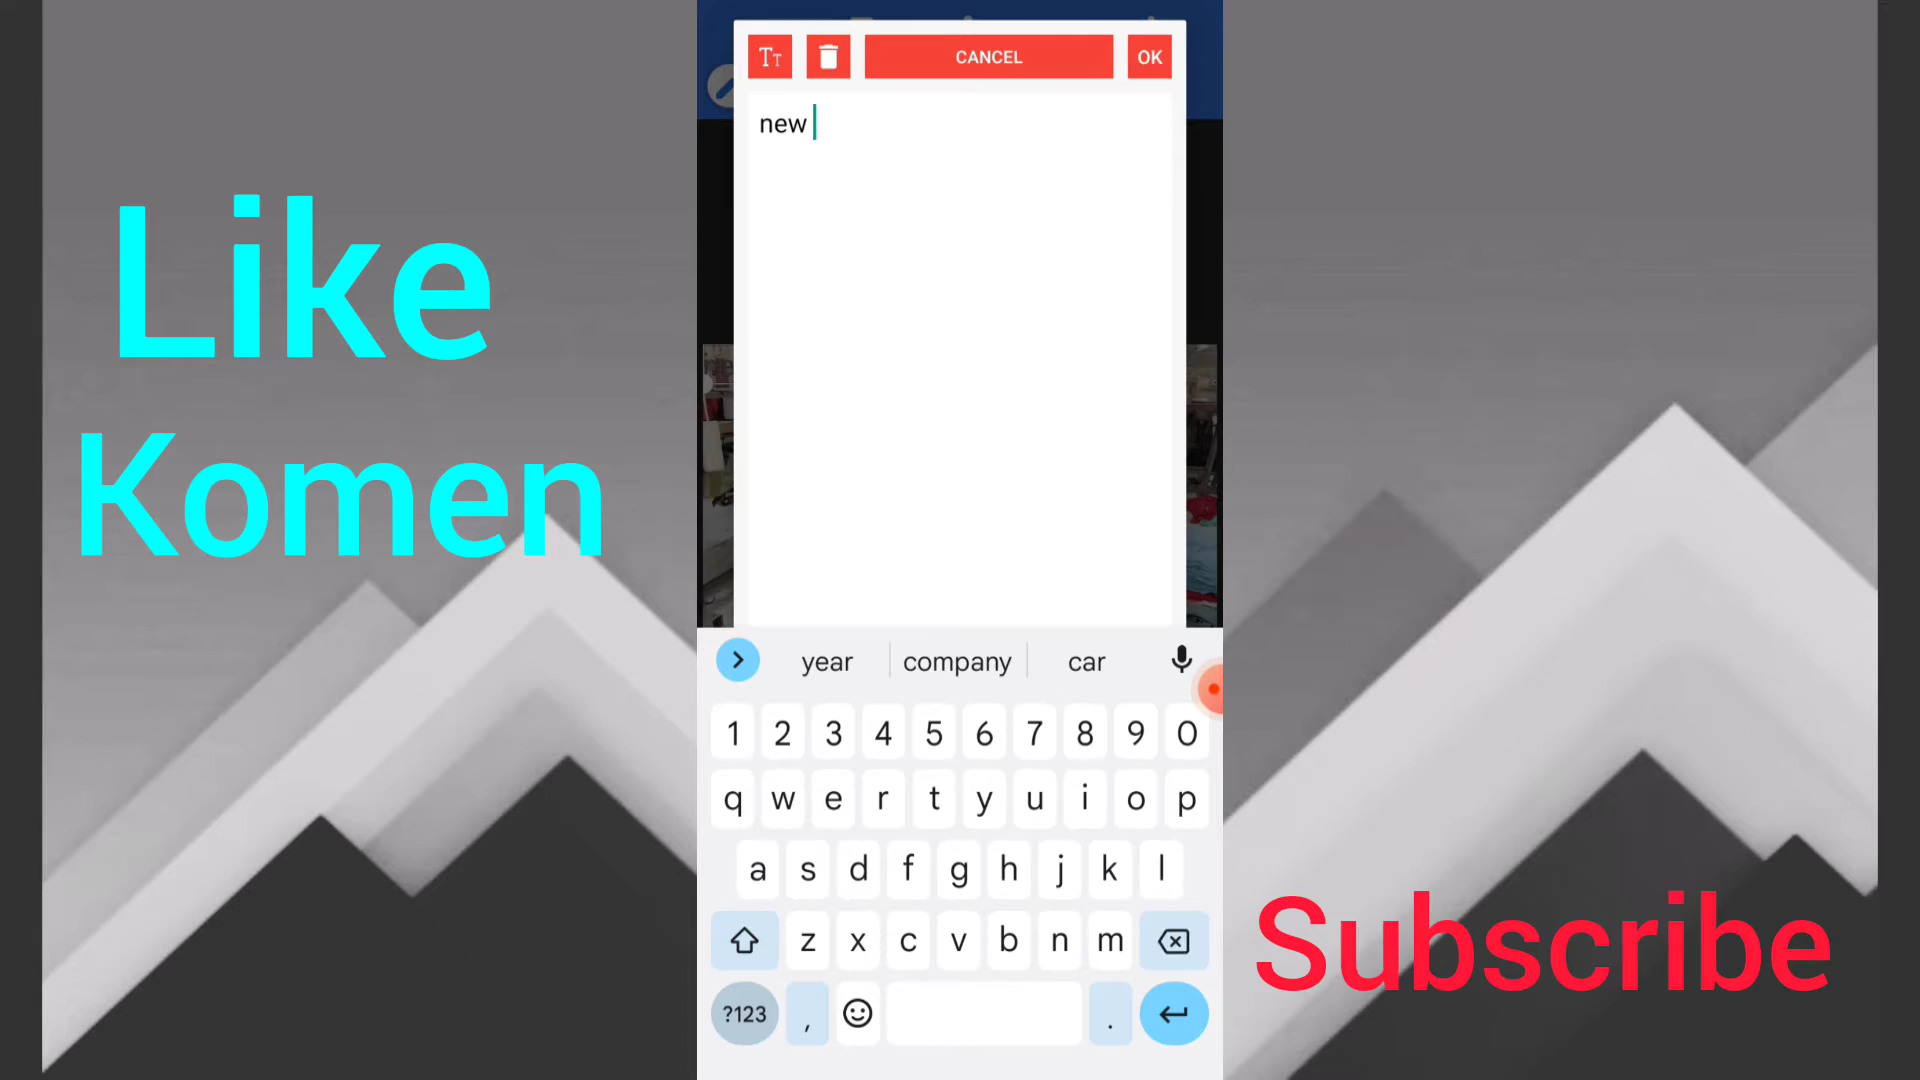 Like
Komen
Tт CANCEL OK
new
year company car
1 2 3 4 5 6 7 8 9 0
q w e r t y u i o p
a s d f g h j k l
z x c v b n m
?123 , .
Subscribe